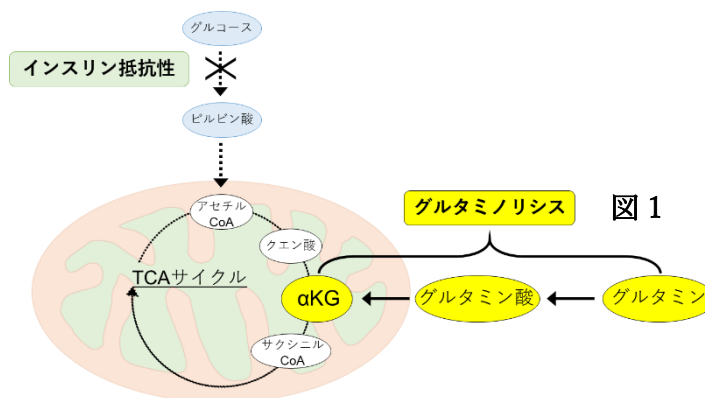 グルコース
インスリン抵抗性
ピルビン酸
アセチル
CoA
クエン酸
TCAサイクル
αKG
サクシニル
CoA
グルタミノリシス
図1
グルタミン酸
グルタミン